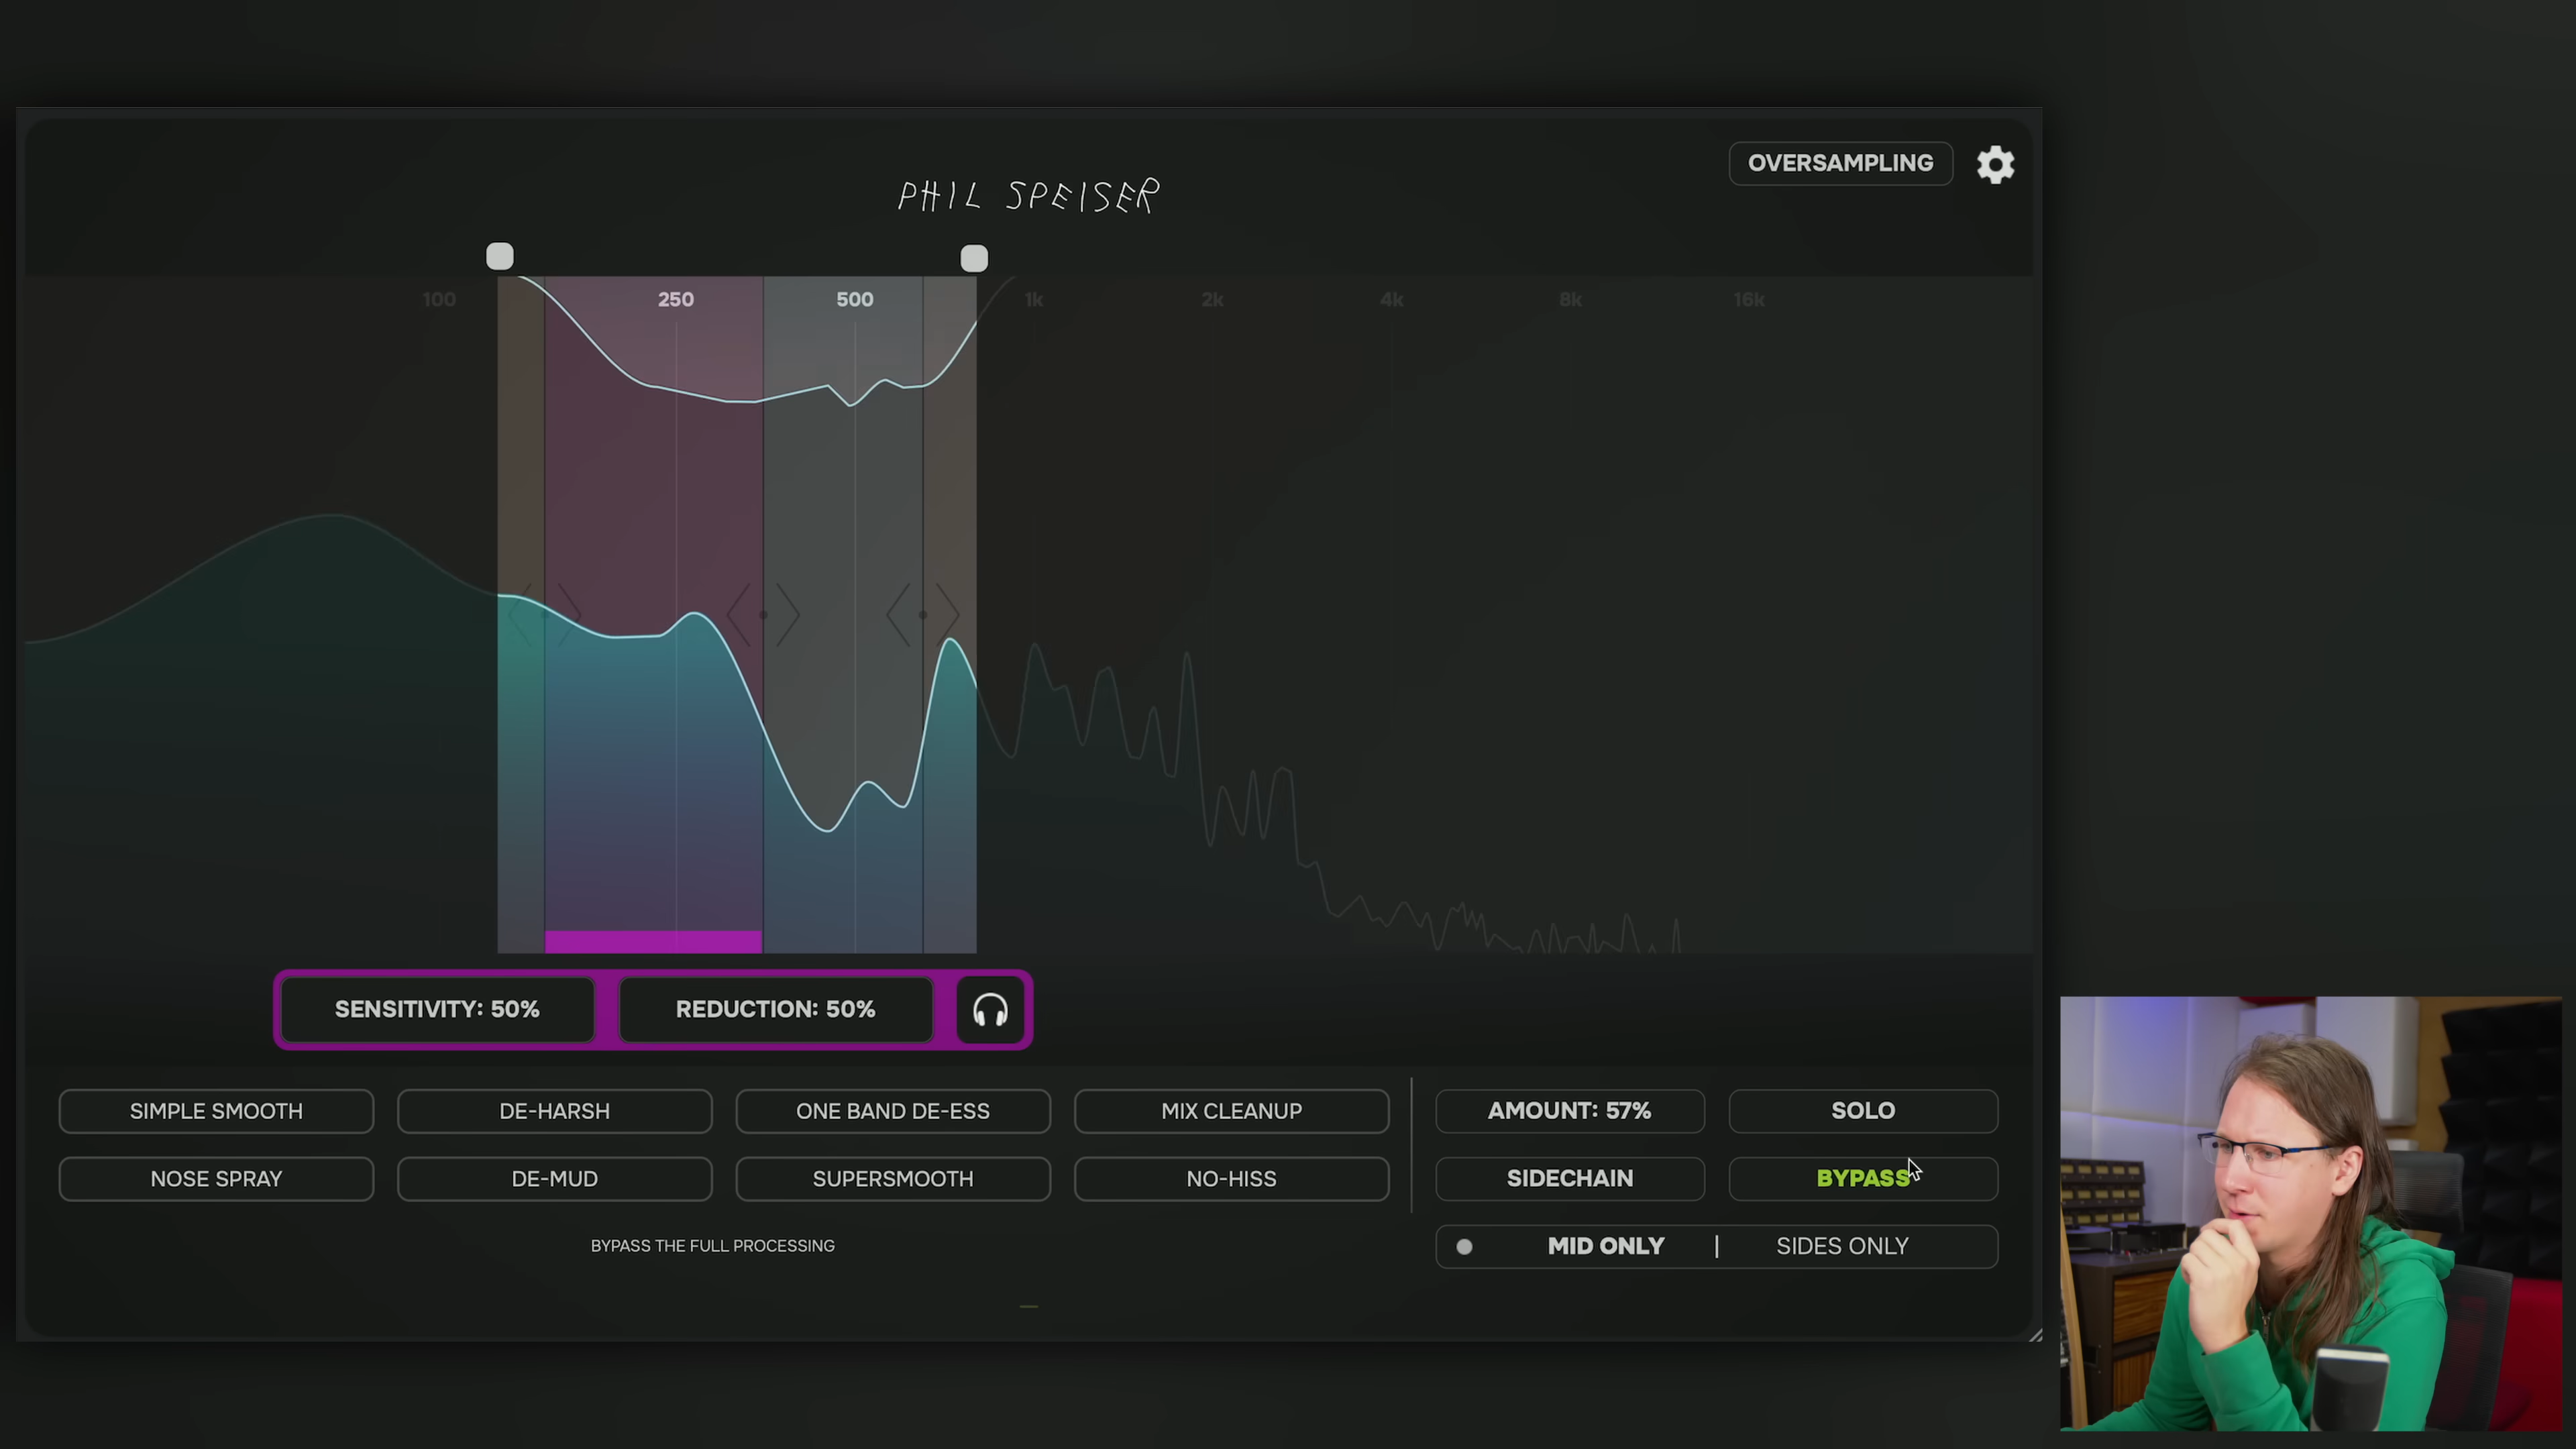 OVERSAMPLING
PHIL SPEISER
100 250 500 1k 2k 4k 8k 16k
SENSITIVITY: 50% REDUCTION: 50%
SIMPLE SMOOTH DE-HARSH ONE BAND DE-ESS MIX CLEANUP AMOUNT: 57% SOLO
NOSE SPRAY DE-MUD SUPERSMOOTH NO-HISS SIDECHAIN BYPASS
BYPASS THE FULL PROCESSING MID ONLY | SIDES ONLY